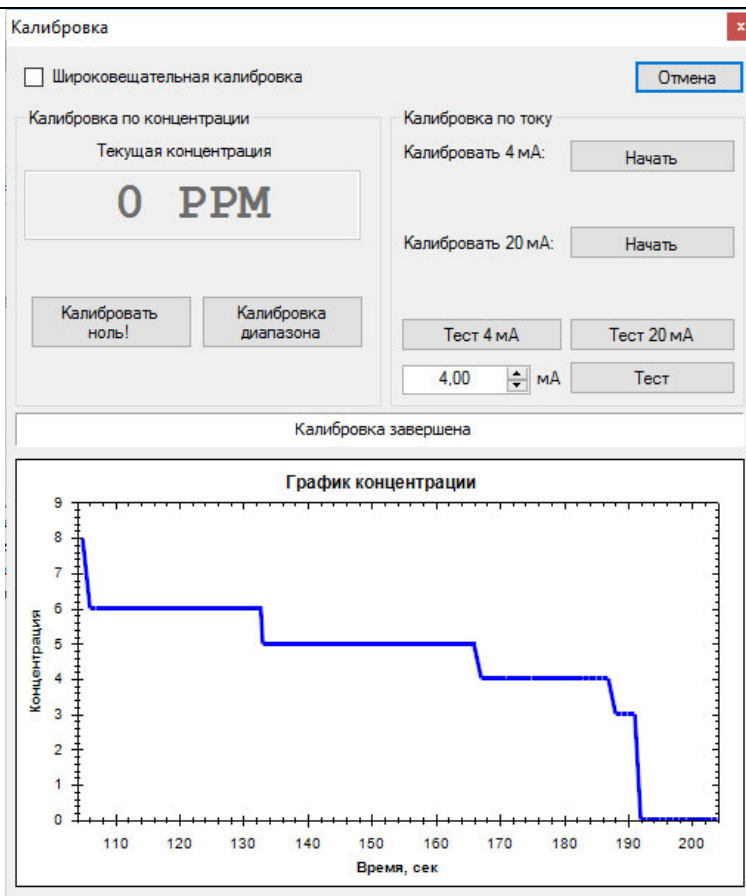 Калибровка
x
Широковещательная калибровка
Отмена
Калибровка по концентрации
Текущая концентрация
0 PPM
Калибровать ноль!
Калибровка диапазона
Калибровка по току
Калибровать 4 мА:
Начать
Калибровать 20 мА:
Начать
Тест 4 мА
Тест 20 мА
4,00
мА
Тест
Калибровка завершена
График концентрации
Концентрация
9
8
7
6
5
4
3
2
1
0
110 120 130 140 150 160 170 180 190 200
Время, сек